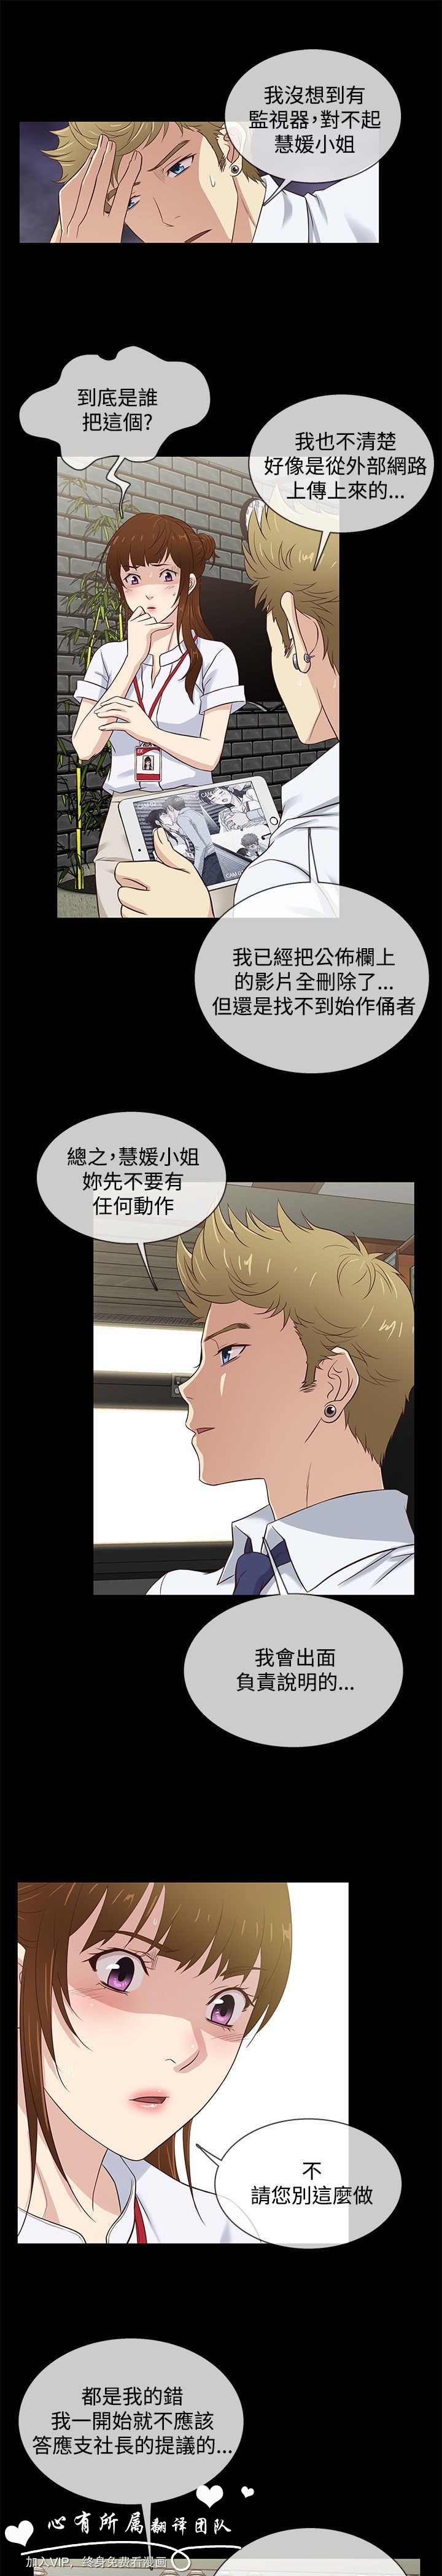 我沒想到有
監視器，對不起
慧媛小姐
到底是誰
把這個？
我也不清楚
好像是從外部網路
上傳上來的...
CAM 04
CAM
我已經把公佈欄上
的影片全刪除了...
但還是找不到始作俑者
總之，慧媛小姐
妳先不要有
任何動作
我會出面
負責說明的...
不
請您別這麼做
都是我的錯
我一開始就不應該
答應支社長的提議的...
心有所属翻译团队
加入VIP，终身免费看漫画